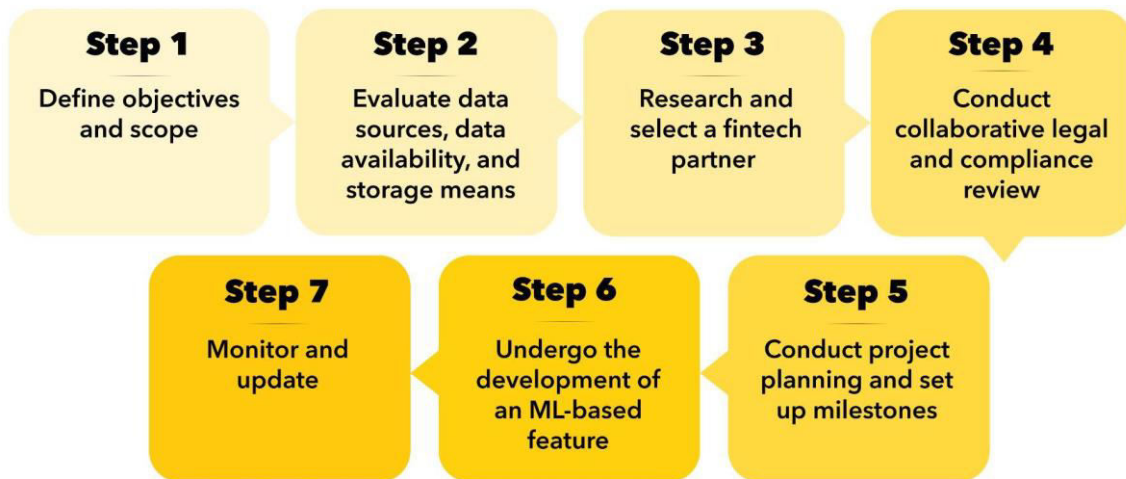 Step 1
Define objectives
and scope
Step 2
Evaluate data
sources, data
availability, and
storage means
Step 3
Research and
select a fintech
partner
Step 4
Conduct
collaborative legal
and compliance
review
Step 5
Conduct project
planning and set
up milestones
Step 6
Undergo the
development of
an ML-based
feature
Step 7
Monitor and
update